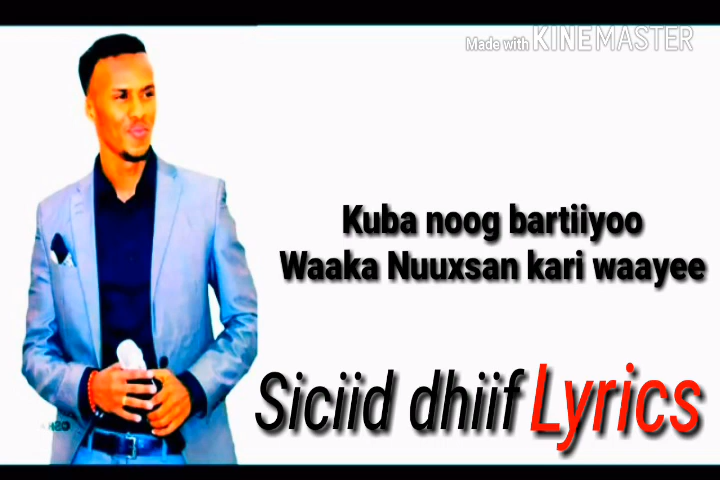 Made with KINEMASTER
Kuba noog bartiiyoo
Waaka Nuuxsan kari waayee
Siciid dhiif Lyrics